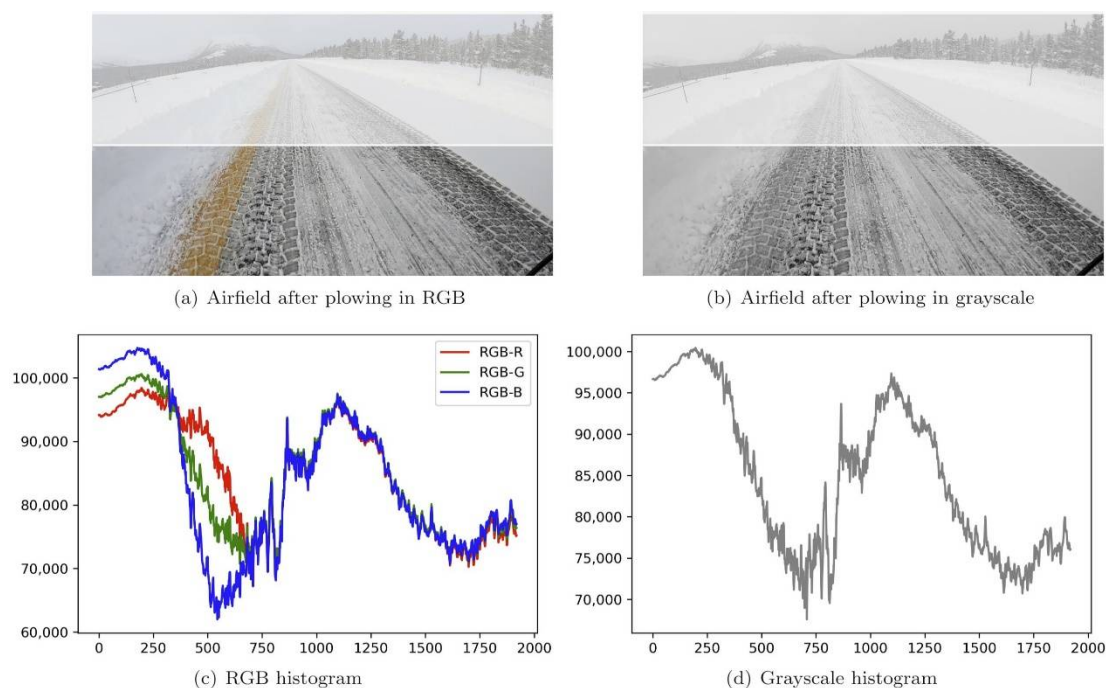 (a) Airfield after plowing in RGB
(b) Airfield after plowing in grayscale
100,000
90,000
80,000
70,000
60,000
RGB-R
RGB-G
RGB-B
0 250 500 750 1000 1250 1500 1750 2000
(c) RGB histogram
100,000
95,000
90,000
85,000
80,000
75,000
70,000
0 250 500 750 1000 1250 1500 1750 2000
(d) Grayscale histogram